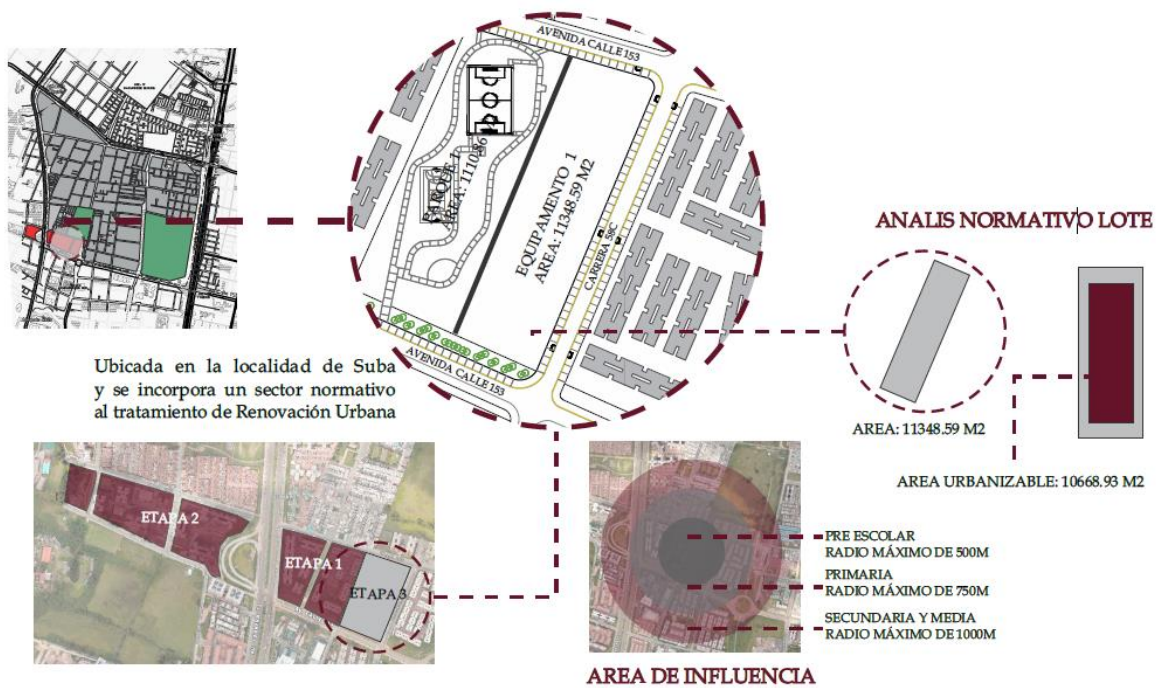 AVENIDA CALLE 153
PARQUE 1
EQUIPAMENTO 1
AREA: 11348.59 M2
CARRERA 58C
AVENIDA CALLE 153
ANALIS NORMATIVO LOTE
AREA: 11348.59 M2
AREA URBANIZABLE: 10668.93 M2
Ubicada en la localidad de Suba
y se incorpora un sector normativo
al tratamiento de Renovación Urbana
ETAPA 2
ETAPA 1
ETAPA 3
PRE ESCOLAR
RADIO MÁXIMO DE 500M
PRIMARIA
RADIO MÁXIMO DE 750M
SECUNDARIA Y MEDIA
RADIO MÁXIMO DE 1000M
AREA DE INFLUENCIA